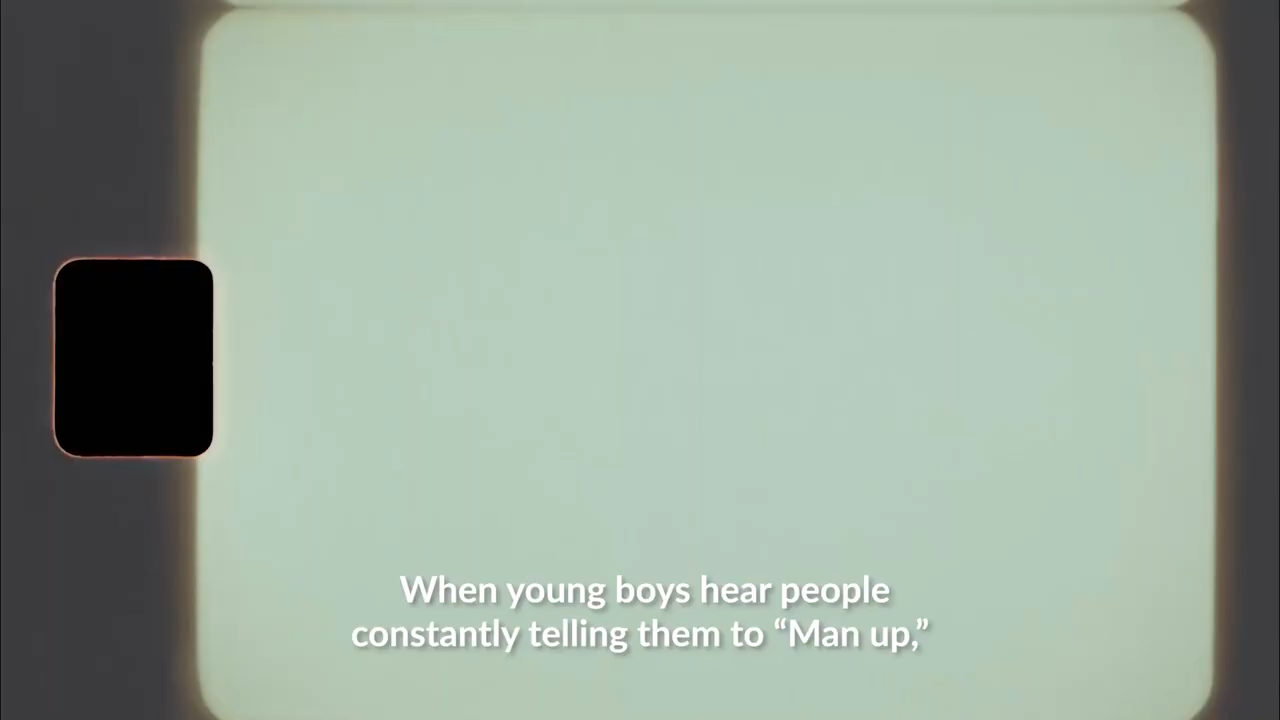 When young boys hear people
constantly telling them to “Man up,”